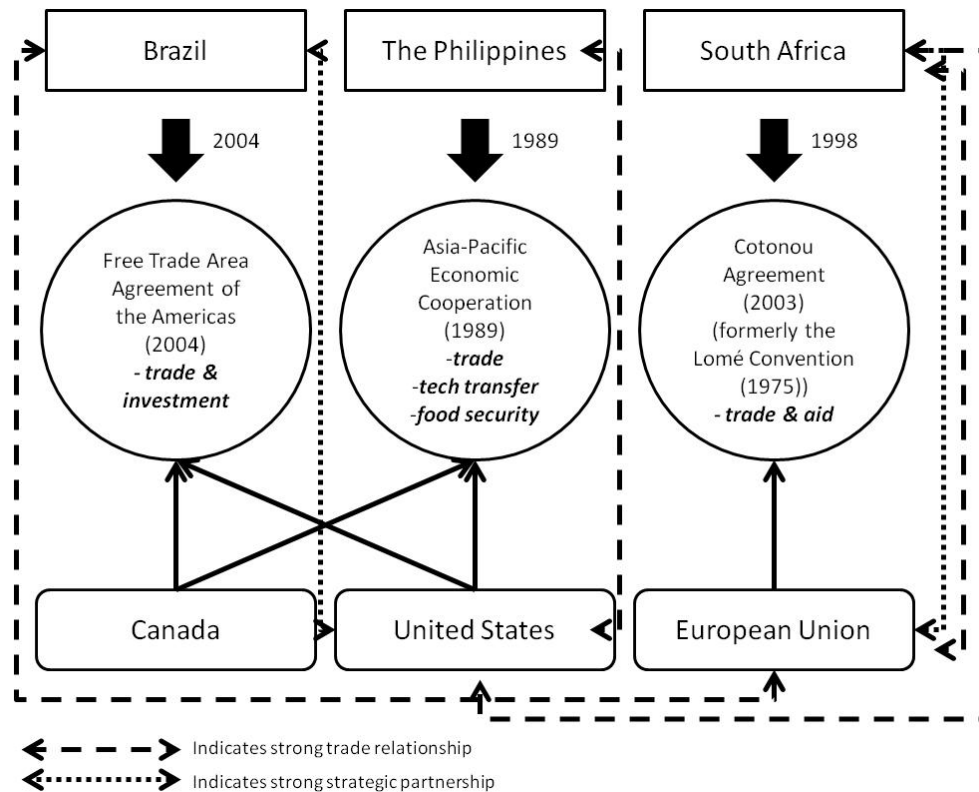 Brazil
The Philippines
South Africa
2004
1989
1998
Free Trade Area
Agreement of
the Americas
(2004)
- trade &
investment
Asia-Pacific
Economic
Cooperation
(1989)
-trade
-tech transfer
-food security
Cotonou
Agreement
(2003)
(formerly the
Lomé Convention
(1975))
- trade & aid
Canada
United States
European Union
Indicates strong trade relationship
Indicates strong strategic partnership